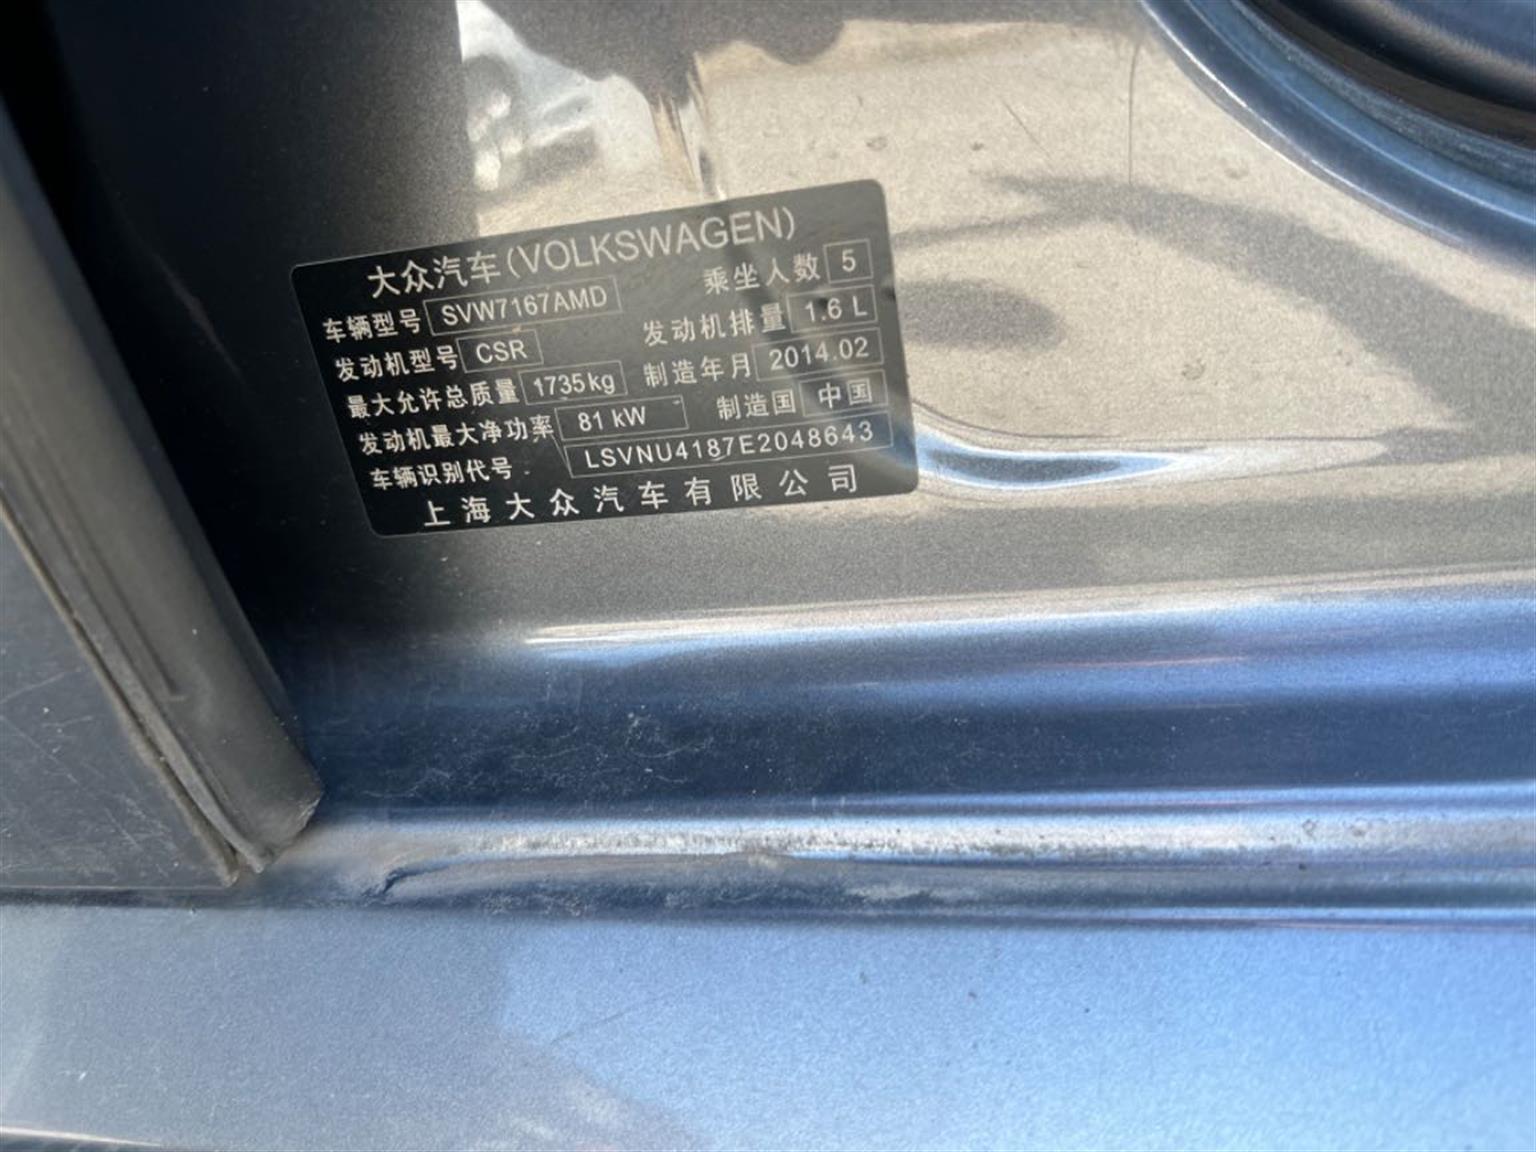 大众汽车(VOLKSWAGEN)
车辆型号 SVW7167AMD 乘坐人数 5
发动机型号 CSR 发动机排量 1.6 L
最大允许总质量 1735kg 制造年月 2014.02
发动机最大净功率 81 kW 制造国 中国
车辆识别代号 LSVNU4187E2048643
上海大众汽车有限公司